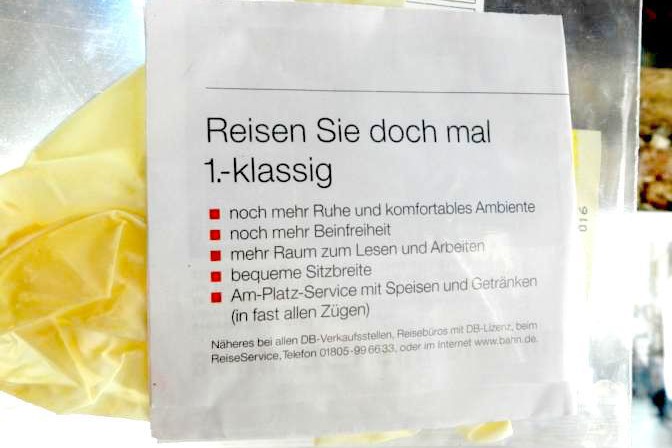 Reisen Sie doch mal
1.-klassig
noch mehr Ruhe und komfortables Ambiente
noch mehr Beinfreiheit
mehr Raum zum Lesen und Arbeiten
bequeme Sitzbreite
Am-Platz-Service mit Speisen und Getränken
(in fast allen Zügen)
Näheres bei allen DB-Verkaufsstellen, Reisebüros mit DB-Lizenz, beim
ReiseService, Telefon 01805-99 66 33, oder im Internet www.bahn.de.
016